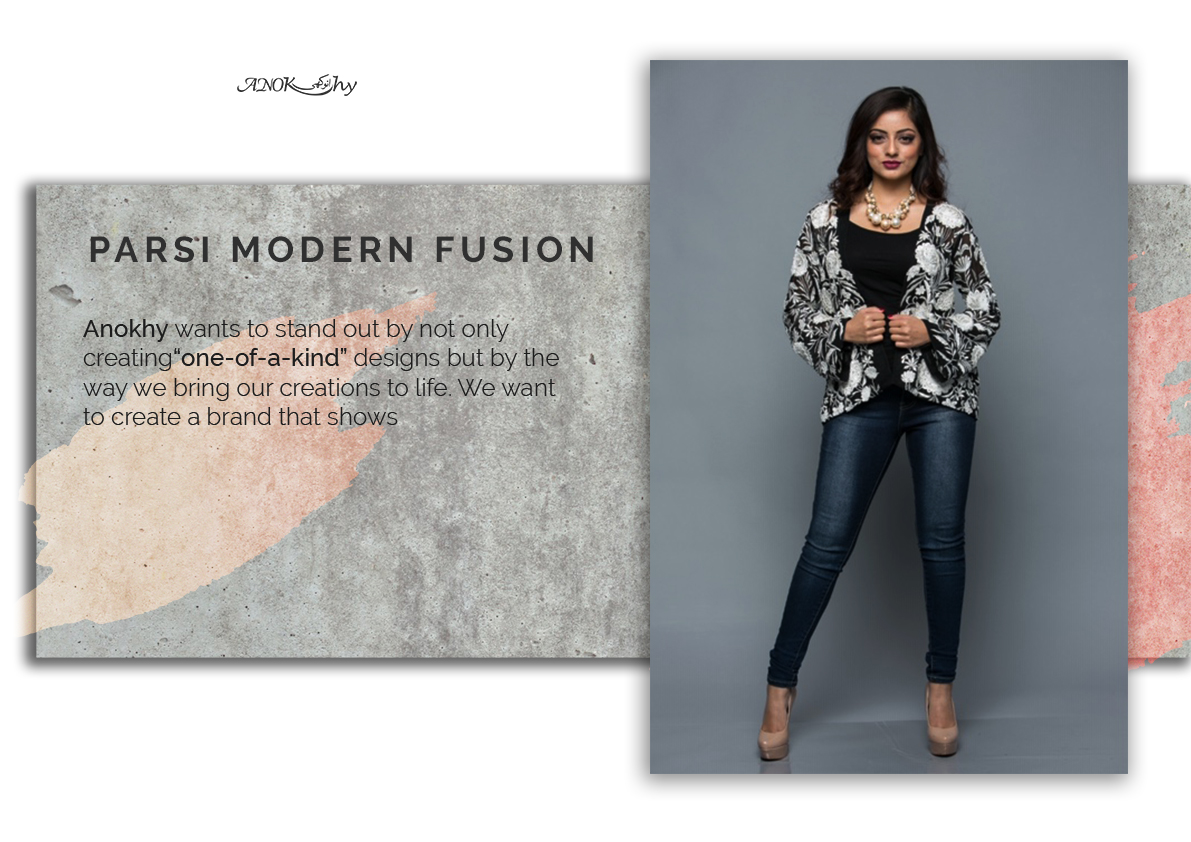 ANOKhy
PARSI MODERN FUSION
Anokhy wants to stand out by not only
creating“one-of-a-kind” designs but by the
way we bring our creations to life. We want
to create a brand that shows